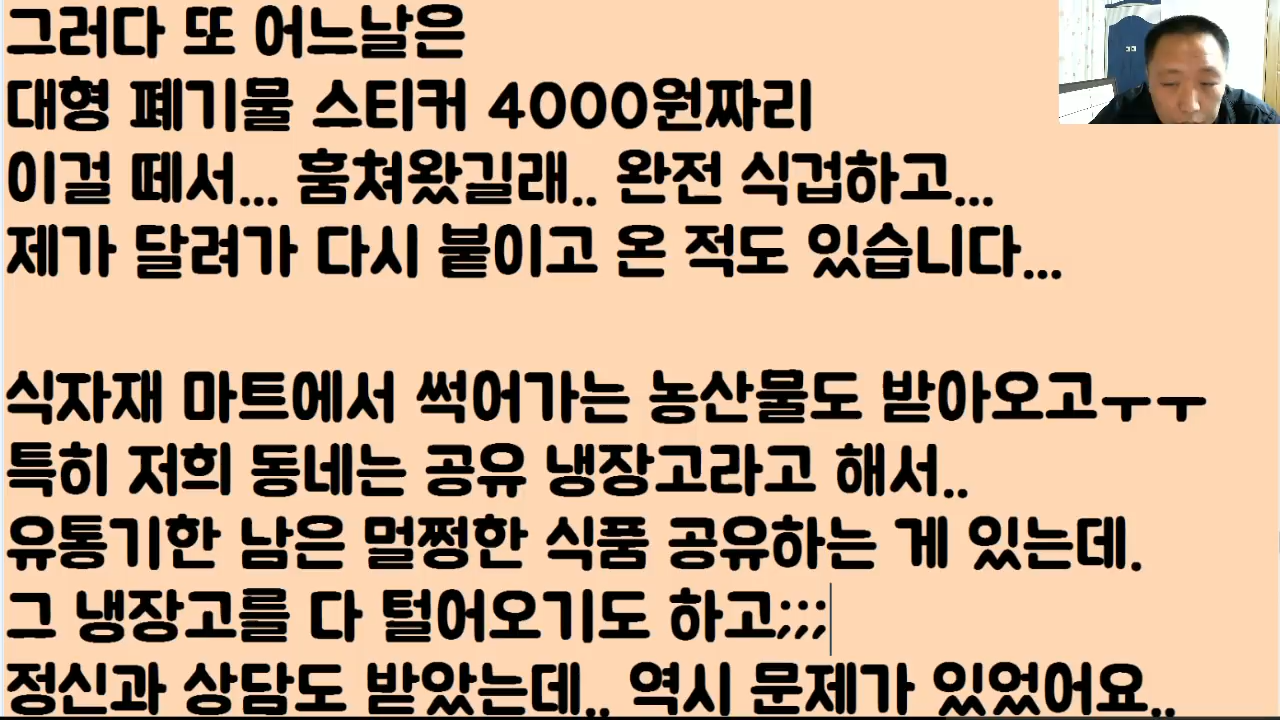 그러다 또 어느날은
대형 폐기물 스티커 4000원짜리
이걸 떼서... 훔쳐왔길래.. 완전 식겁하고...
제가 달려가 다시 붙이고 온 적도 있습니다...
식자재 마트에서 썩어가는 농산물도 받아오고ㅜㅜ
특히 저희 동네는 공유 냉장고라고 해서..
유통기한 남은 멀쩡한 식품 공유하는 게 있는데.
그 냉장고를 다 털어오기도 하고;;;
정신과 상담도 받았는데.. 역시 문제가 있었어요..